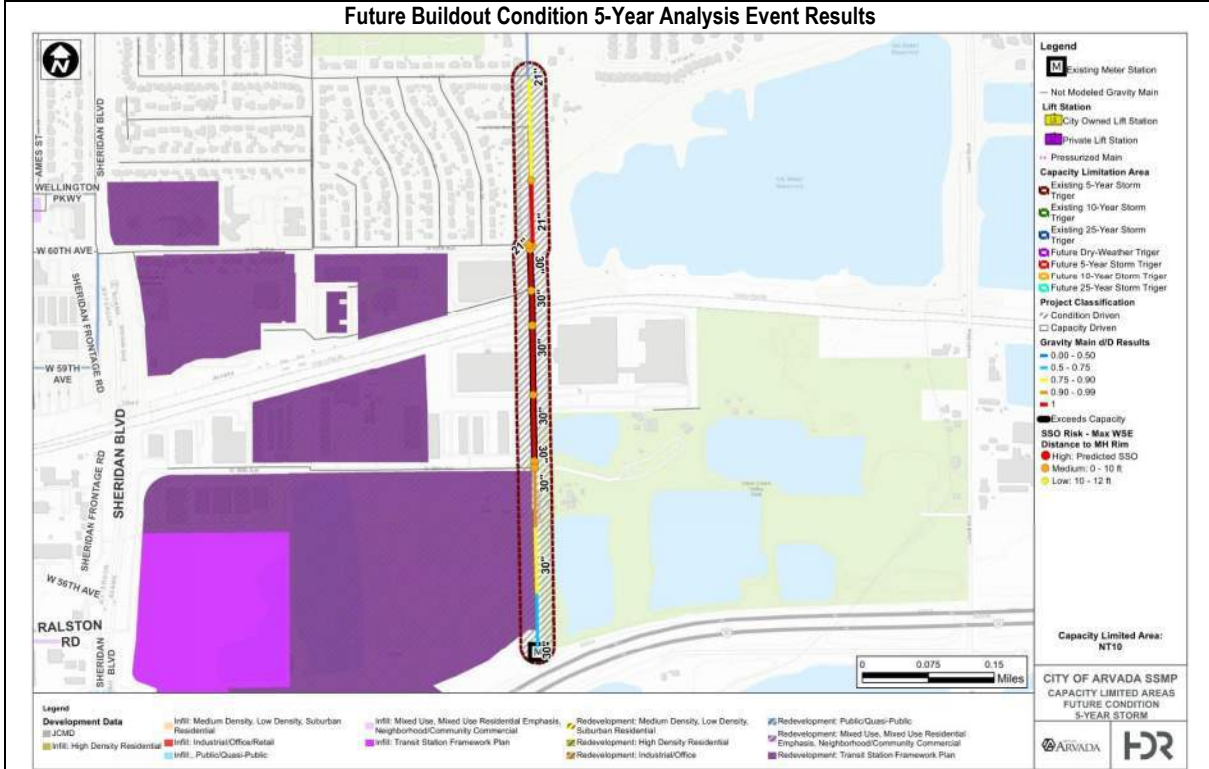 Future Buildout Condition 5-Year Analysis Event Results
N
AMES ST
SHERIDAN BLVD
WELLINGTON
PKWY
W 60TH AVE
SHERIDAN FRONTAGE RD
W 59TH
AVE
SHERIDAN BLVD
SHERIDAN FRONTAGE RD
W 56TH AVE
RALSTON
RD
SHERIDAN
BLVD
21"
21"
27"
30"
30"
30"
30"
30"
30"
30"
30"
0 0.075 0.15
Miles
Legend
M Existing Meter Station
Not Modeled Gravity Main
Lift Station
City Owned Lift Station
Private Lift Station
Pressurized Main
Capacity Limitation Area
Existing 5-Year Storm
Triger
Existing 10-Year Storm
Triger
Existing 25-Year Storm
Triger
Future Dry-Weather Triger
Future 5-Year Storm Triger
Future 10-Year Storm Triger
Future 25-Year Storm Triger
Project Classification
Condition Driven
Capacity Driven
Gravity Main d/D Results
0.00 - 0.50
0.5 - 0.75
0.75 - 0.90
0.90 - 0.99
1
Exceeds Capacity
SSO Risk - Max WSE
Distance to MH Rim
High: Predicted SSO
Medium: 0 - 10 ft
Low: 10 - 12 ft
Capacity Limited Area:
NT10
CITY OF ARVADA SSMP
CAPACITY LIMITED AREAS
FUTURE CONDITION
5-YEAR STORM
ARVADA
HDR
Legend
Development Data
JCMD
Infill: High Density Residential
Infill: Medium Density, Low Density, Suburban
Residential
Infill: Industrial/Office/Retail
Infill:, Public/Quasi-Public
Infill: Mixed Use, Mixed Use Residential Emphasis,
Neighborhood/Community Commercial
Infill: Transit Station Framework Plan
Redevelopment: Medium Density, Low Density,
Suburban Residential
Redevelopment: High Density Residential
Redevelopment: Industrial/Office
Redevelopment: Public/Quasi-Public
Redevelopment: Mixed Use, Mixed Use Residential
Emphasis, Neighborhood/Community Commercial
Redevelopment: Transit Station Framework Plan